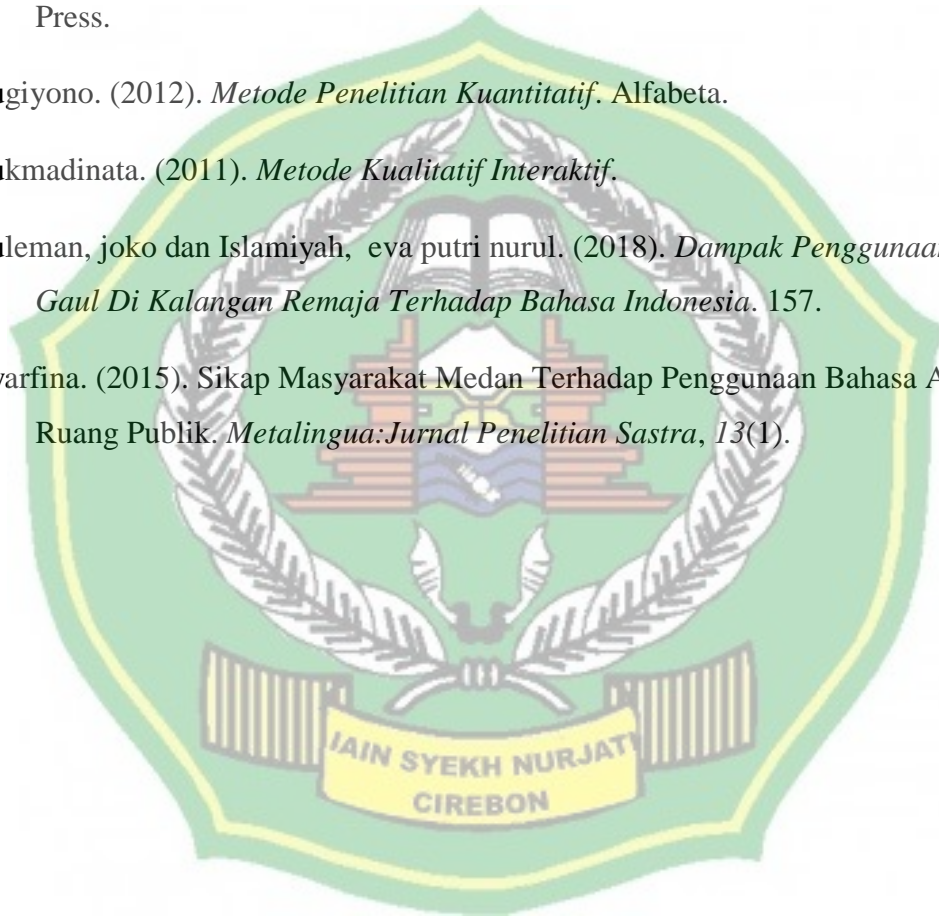 Press.
ugiyono. (2012). Metode Penelitian Kuantitatif. Alfabeta.
ukmadinata. (2011). Metode Kualitatif Interaktif.
uleman, joko dan Islamiyah, eva putri nurul. (2018). Dampak Penggunaan
Gaul Di Kalangan Remaja Terhadap Bahasa Indonesia. 157.
yarfina. (2015). Sikap Masyarakat Medan Terhadap Penggunaan Bahasa A
Ruang Publik. Metalingua:Jurnal Penelitian Sastra, 13(1).
IAIN SYEKH NURJATI
CIREBON